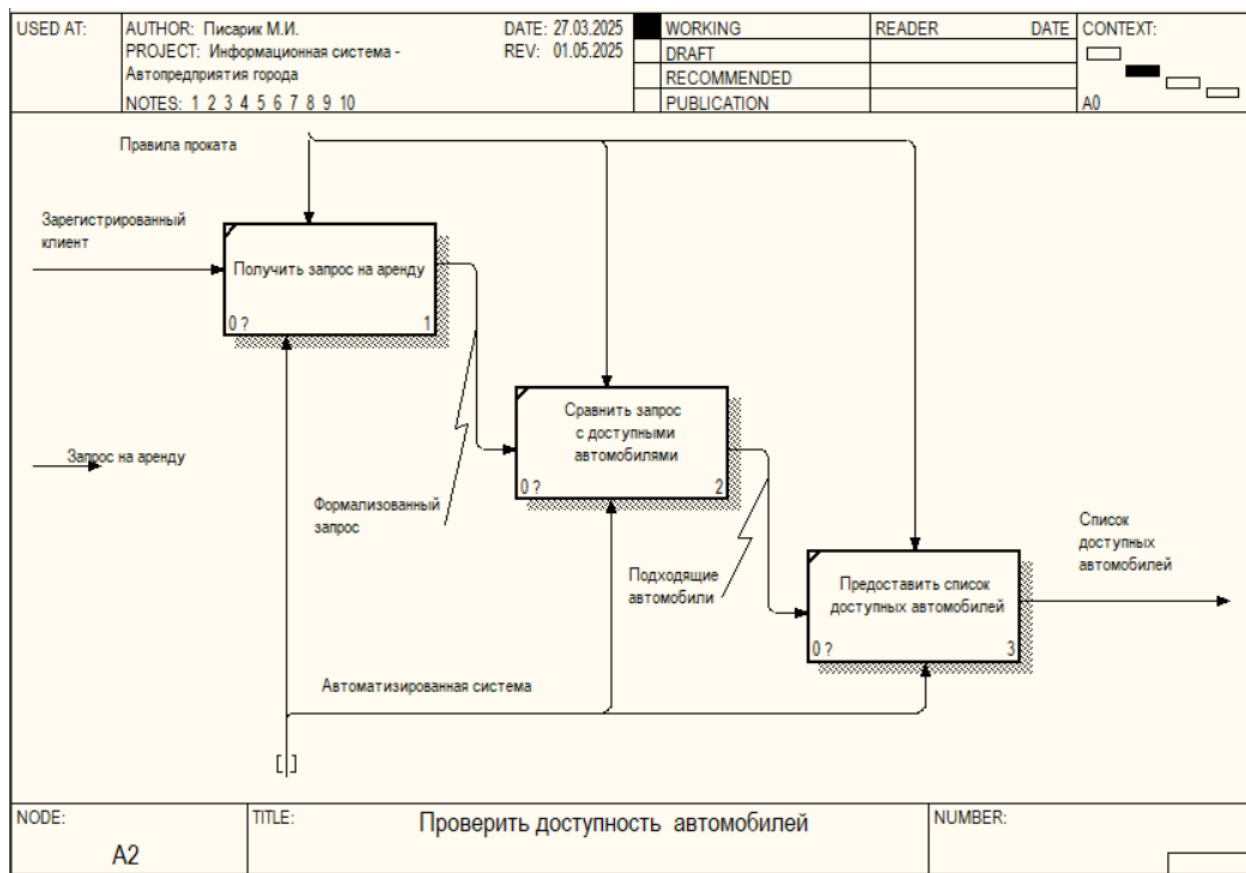 USED AT:
AUTHOR: Писарик М.И.
DATE: 27.03.2025
PROJECT: Информационная система -
REV: 01.05.2025
Автопредприятия города
NOTES: 1 2 3 4 5 6 7 8 9 10
WORKING
DRAFT
RECOMMENDED
PUBLICATION
READER
DATE
CONTEXT:
A0
Правила проката
Зарегистрированный
клиент
Получить запрос на аренду
0 ?
1
Сравнить запрос
с доступными
автомобилями
0 ?
2
Запрос на аренду
Формализованный
запрос
Подходящие
автомобили
Список
доступных
автомобилей
Предоставить список
доступных автомобилей
0 ?
3
Автоматизированная система
NODE:
A2
TITLE:
Проверить доступность автомобилей
NUMBER: